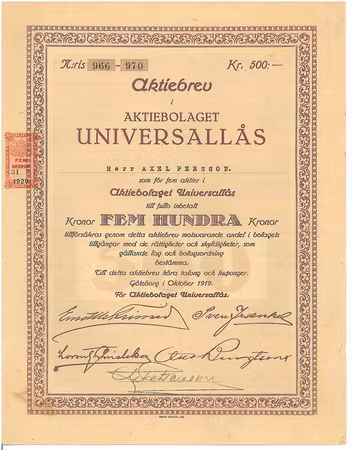 N:ris 966 - 970 Kr. 500:—
Aktiebrev
i
AKTIEBOLAGET
UNIVERSALLÅS
Herr AXEL PERSSON,
som för fem aktier i
Aktiebolaget Universallås
till fullo inbetalt
Kronor FEM HUNDRA Kronor
tillförsäkras genom detta aktiebrev motsvarande andel i bolagets
tillgångar med de rättigheter och skyldigheter, som
gällande lag och bolagsordning
bestämma.
Till detta aktiebrev höra talong och kuponger.
Göteborg i Oktober 1919.
För Aktiebolaget Universallås.